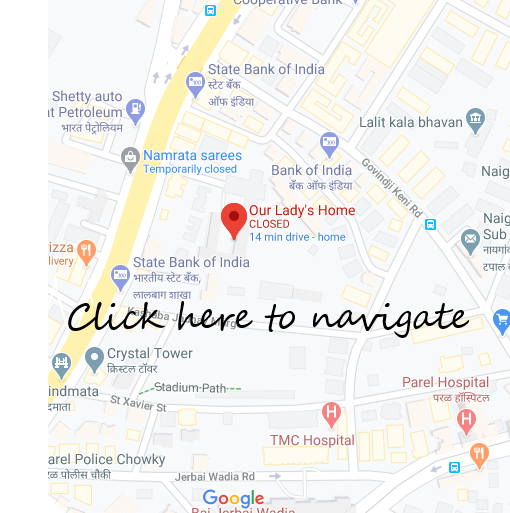 Cooperative Bank
State Bank of India
स्टेट बँक
ऑफ इंडिया
Shetty auto
nt Petroleum
भारत पेट्रोलियम
Lalit kala bhavan
Namrata sarees
Temporarily closed
Bank of India
बॅंक ऑफ इंडिया
Govindji Keni Rd
Naig
Our Lady's Home
CLOSED
14 min drive - home
Naig
Sub
नायगां
टपाल
izza
livery
State Bank of India
भारतीय स्टेट बँक,
लालबाग शाखा
Click here to navigate
Crystal Tower
क्रिस्टल टॉवर
indmata
दमाता
Stadium Path
St Xavier St
Parel Hospital
परळ हॉस्पिटल
TMC Hospital
arel Police Chowky
ळ पोलीस चौकी
Jerbai Wadia Rd
Google
Bai Jerbai Wadia